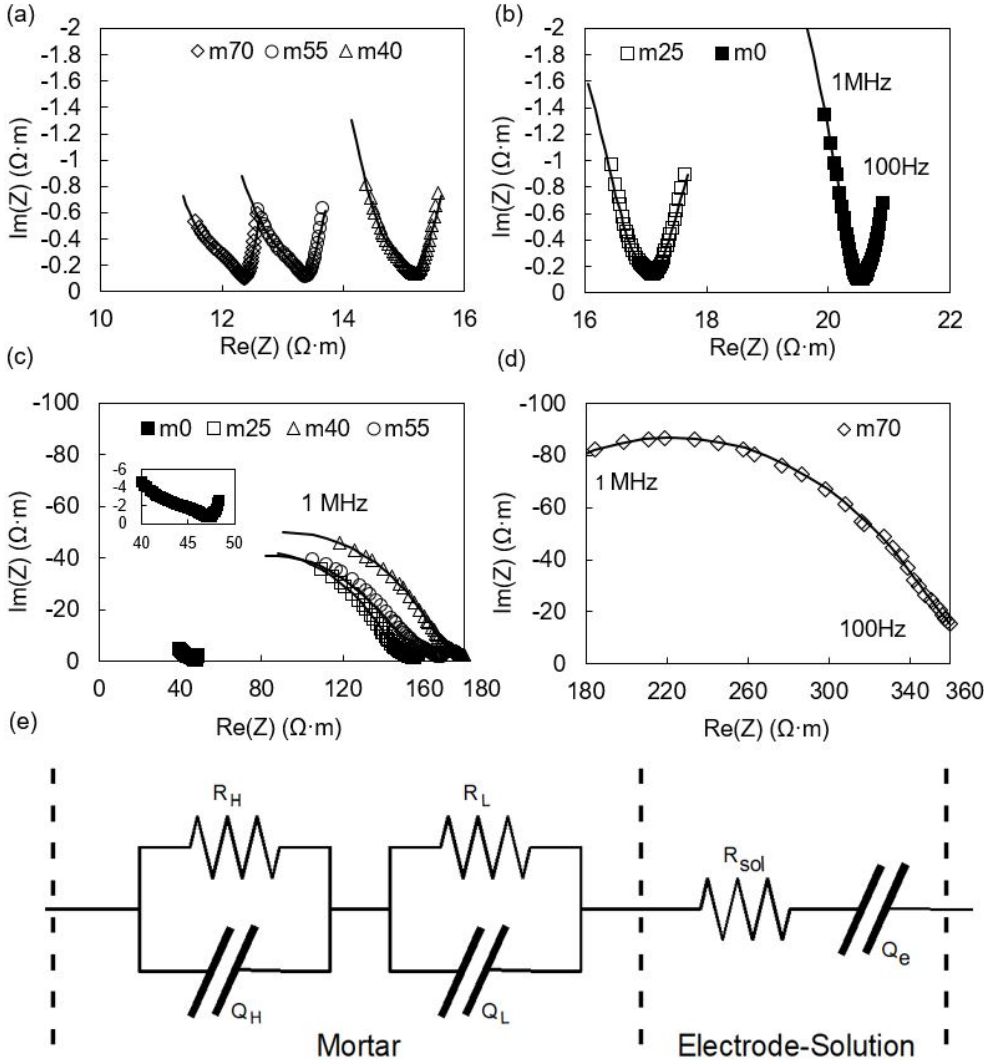 (a)
-2
-1.8
-1.6
-1.4
-1.2
-1
-0.8
-0.6
-0.4
-0.2
0
Im(Z) (Ω·m)
m70 m55 m40
10 12 14 16
Re(Z) (Ω·m)
(b)
-2
-1.8
-1.6
-1.4
-1.2
-1
-0.8
-0.6
-0.4
-0.2
0
Im(Z) (Ω·m)
m25 m0
1MHz
100Hz
16 18 20 22
Re(Z) (Ω·m)
(c)
-100
-80
-60
-40
-20
0
Im(Z) (Ω·m)
m0 m25 m40 m55
-6
-4
-2
0
40 45 50
1 MHz
0 40 80 120 160 180
Re(Z) (Ω·m)
(d)
-100
-80
-60
-40
-20
0
Im(Z) (Ω·m)
m70
1 MHz
100Hz
180 220 260 300 340 360
Re(Z) (Ω·m)
(e)
R_H
R_L
R_sol
Q_H
Q_L
Q_e
Mortar
Electrode-Solution